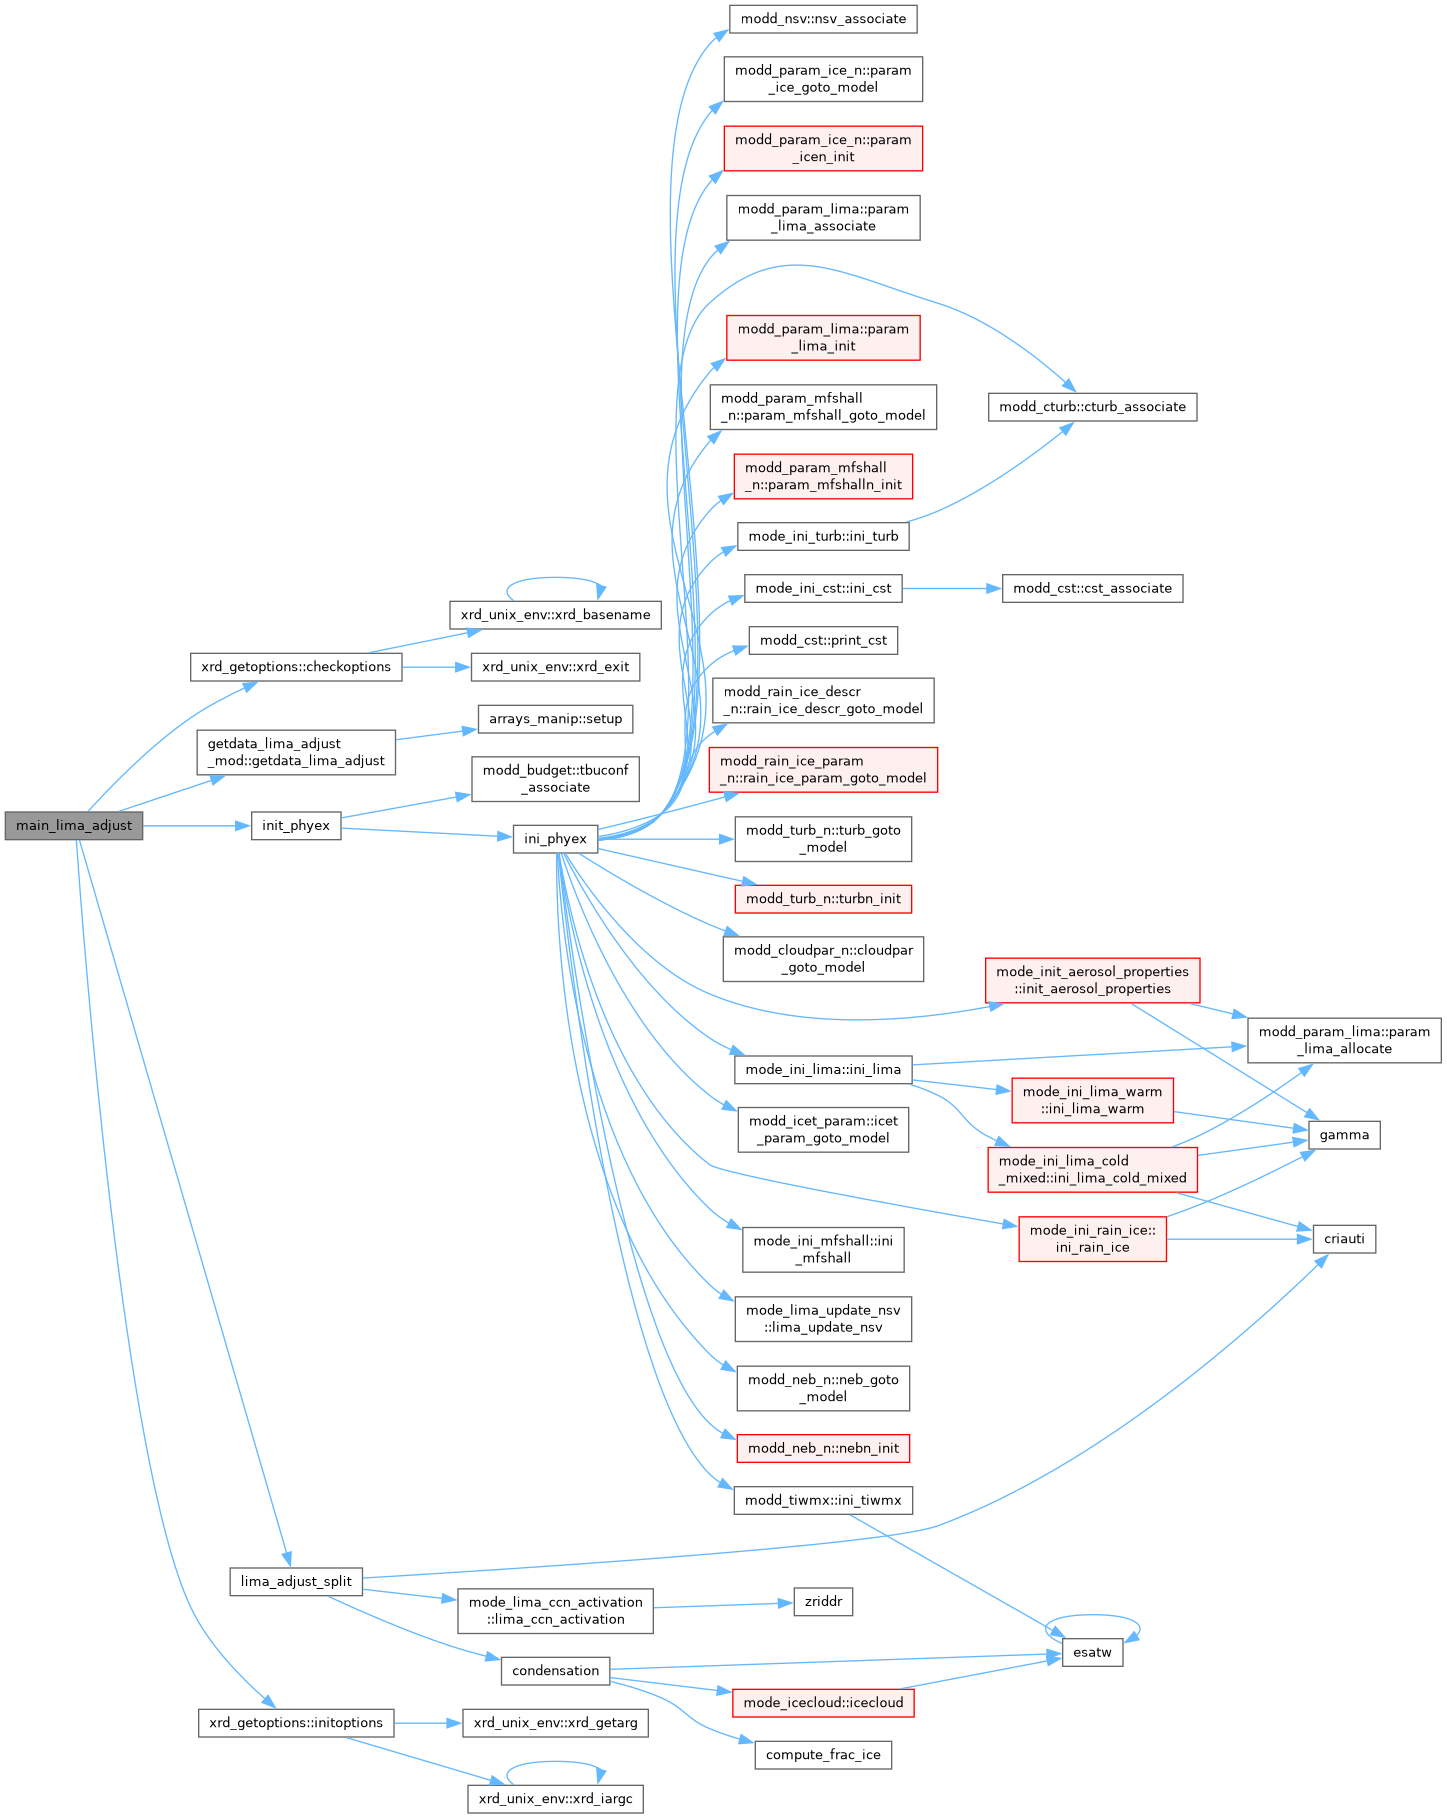 modd_nsv::nsv_associate
modd_param_ice_n::param
_ice_goto_model
modd_param_ice_n::param
_icen_init
modd_param_lima::param
_lima_associate
modd_param_lima::param
_lima_init
modd_param_mfshall
_n::param_mfshall_goto_model
modd_cturb::cturb_associate
modd_param_mfshall
_n::param_mfshalln_init
mode_ini_turb::ini_turb
mode_ini_cst::ini_cst
modd_cst::cst_associate
xrd_unix_env::xrd_basename
modd_cst::print_cst
xrd_getoptions::checkoptions
xrd_unix_env::xrd_exit
modd_rain_ice_descr
_n::rain_ice_descr_goto_model
arrays_manip::setup
getdata_lima_adjust
_mod::getdata_lima_adjust
modd_rain_ice_param
_n::rain_ice_param_goto_model
modd_budget::tbuconf
_associate
main_lima_adjust
init_phyex
ini_phyex
modd_turb_n::turb_goto
_model
modd_turb_n::turbn_init
modd_cloudpar_n::cloudpar
_goto_model
mode_init_aerosol_properties
::init_aerosol_properties
modd_param_lima::param
_lima_allocate
mode_ini_lima::ini_lima
mode_ini_lima_warm
::ini_lima_warm
modd_icet_param::icet
_param_goto_model
gamma
mode_ini_lima_cold
_mixed::ini_lima_cold_mixed
mode_ini_rain_ice::
ini_rain_ice
criauti
mode_ini_mfshall::ini
_mfshall
mode_lima_update_nsv
::lima_update_nsv
modd_neb_n::neb_goto
_model
modd_neb_n::nebn_init
modd_tiwmx::ini_tiwmx
lima_adjust_split
mode_lima_ccn_activation
::lima_ccn_activation
zriddr
esatw
condensation
mode_icecloud::icecloud
xrd_getoptions::initoptions
xrd_unix_env::xrd_getarg
compute_frac_ice
xrd_unix_env::xrd_iargc